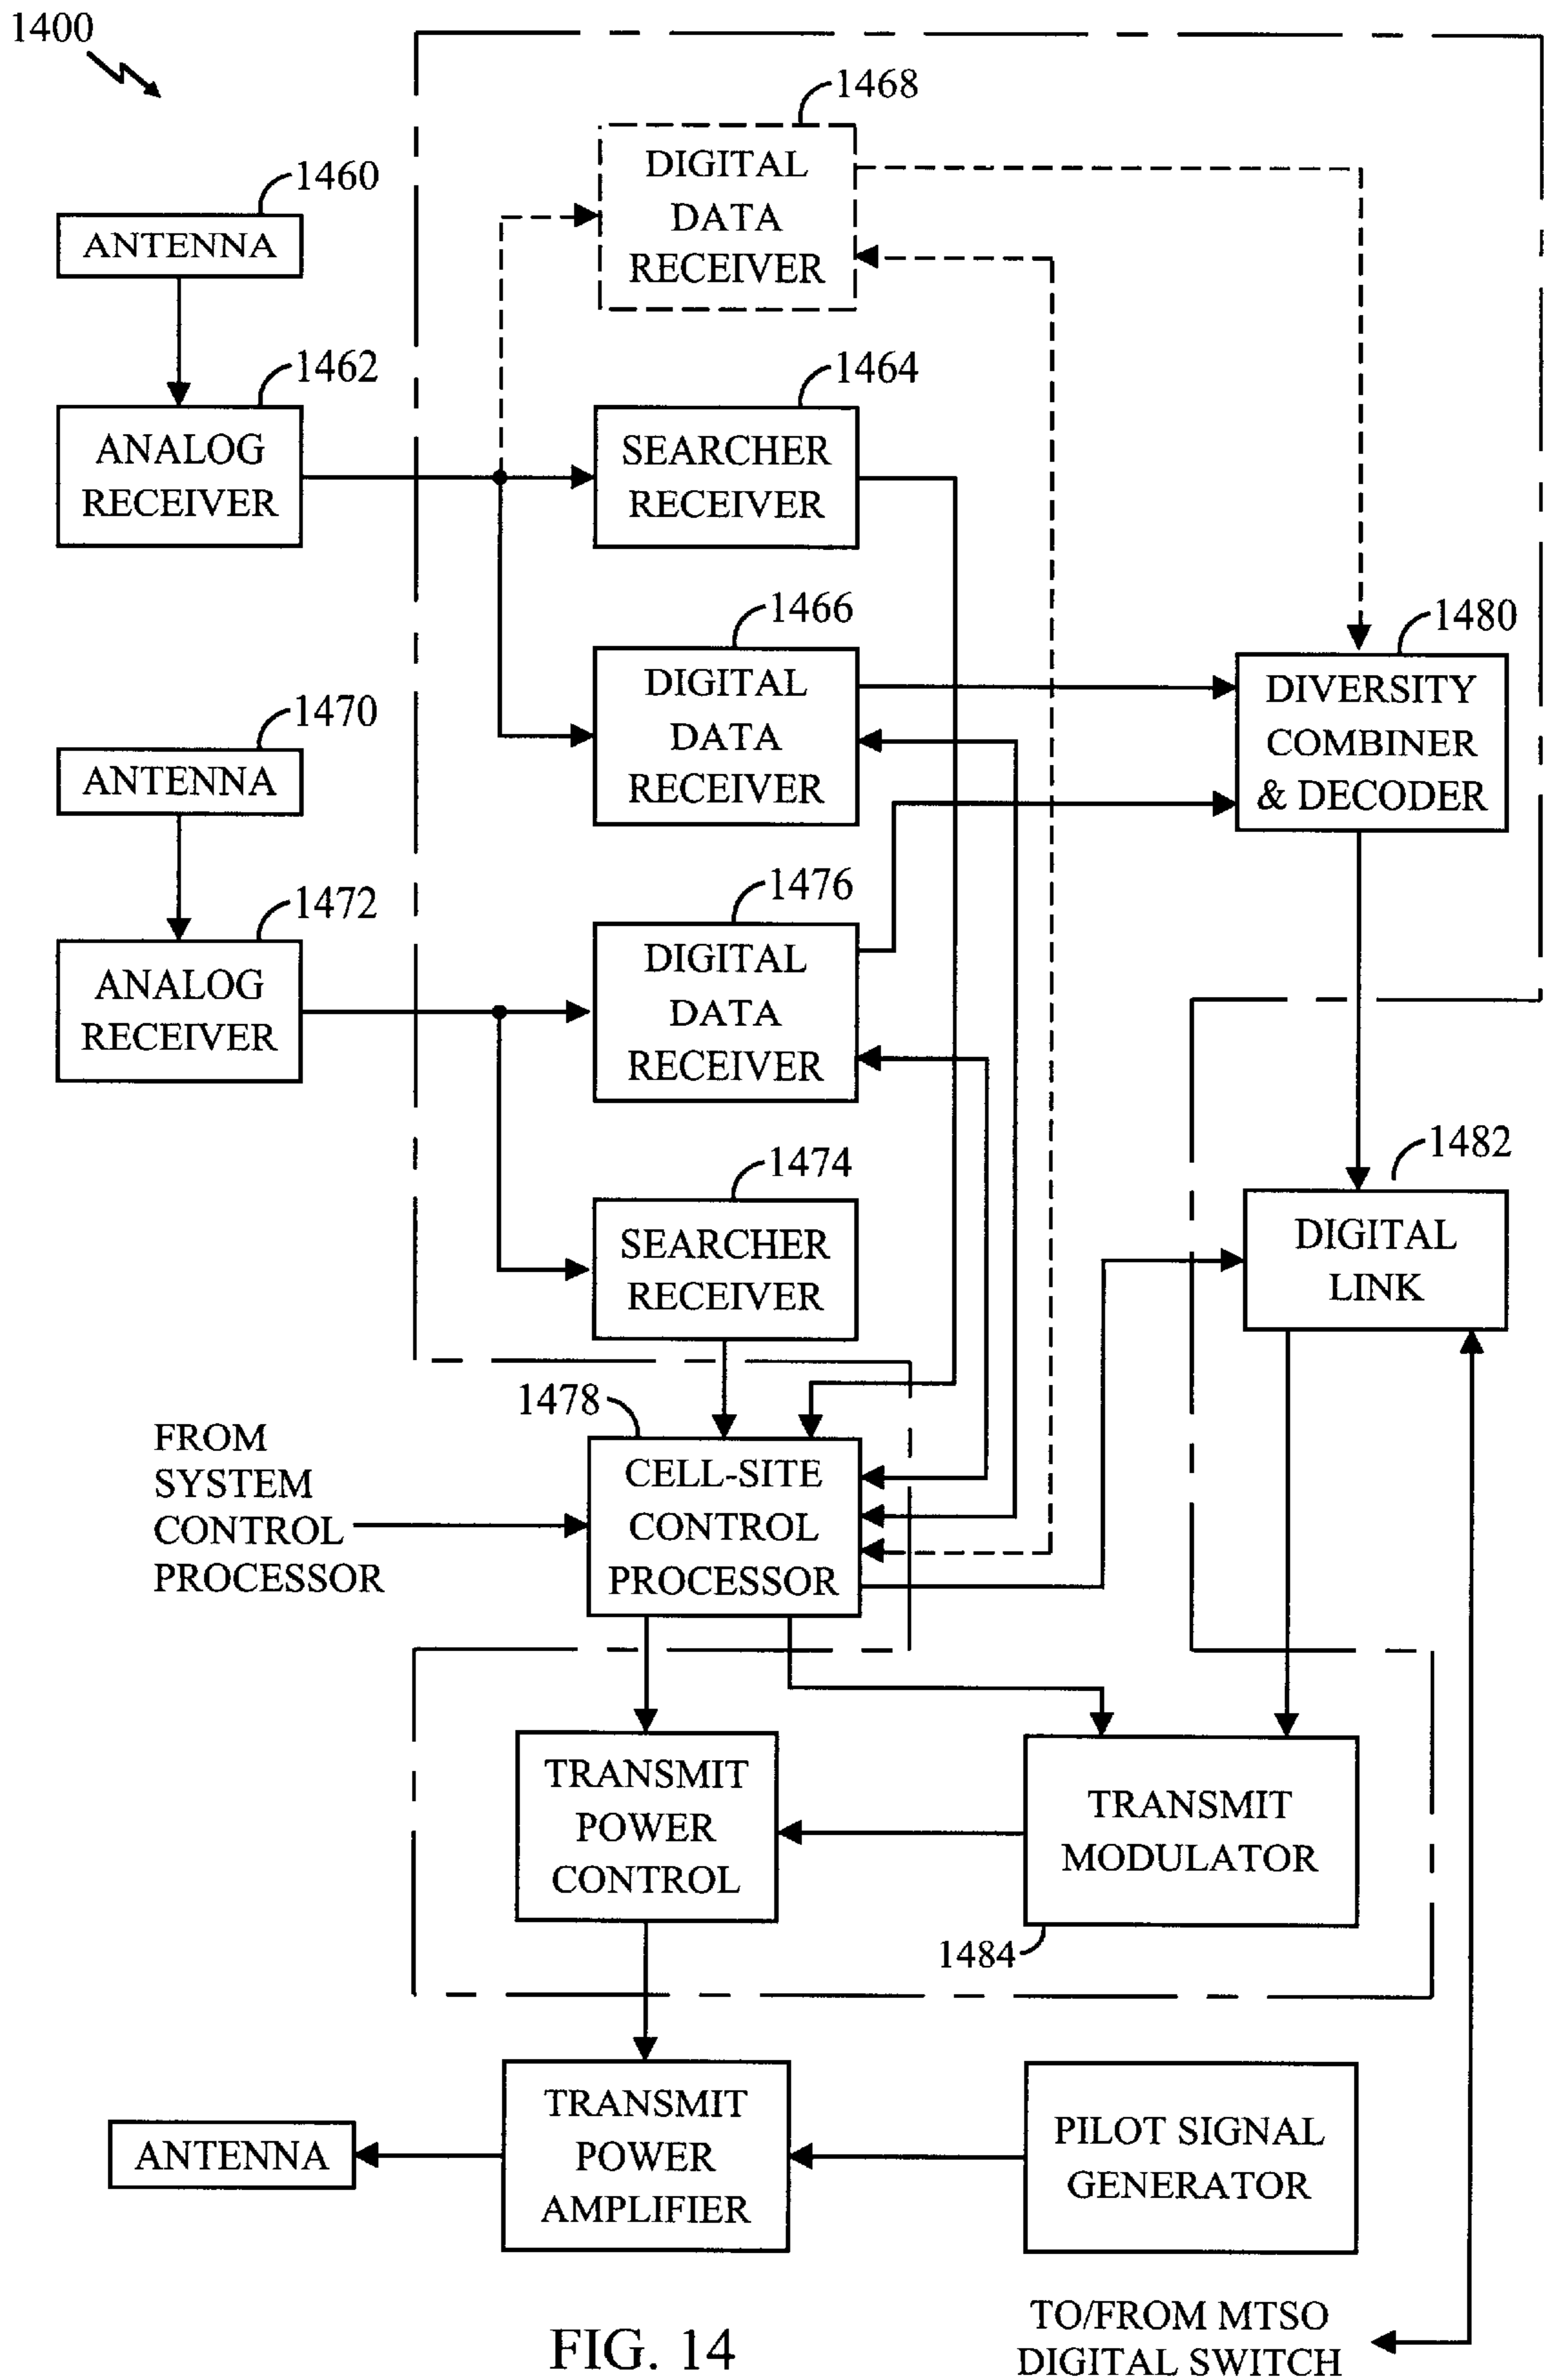 1400
1468
DIGITAL
DATA
RECEIVER
1460
ANTENNA
1462
ANALOG
RECEIVER
1464
SEARCHER
RECEIVER
1466
DIGITAL
DATA
RECEIVER
1480
DIVERSITY
COMBINER
& DECODER
1470
ANTENNA
1472
ANALOG
RECEIVER
1476
DIGITAL
DATA
RECEIVER
1474
SEARCHER
RECEIVER
1482
DIGITAL
LINK
1478
CELL-SITE
CONTROL
PROCESSOR
FROM
SYSTEM
CONTROL
PROCESSOR
TRANSMIT
POWER
CONTROL
TRANSMIT
MODULATOR
1484
ANTENNA
TRANSMIT
POWER
AMPLIFIER
PILOT SIGNAL
GENERATOR
TO/FROM MTSO
DIGITAL SWITCH
FIG. 14